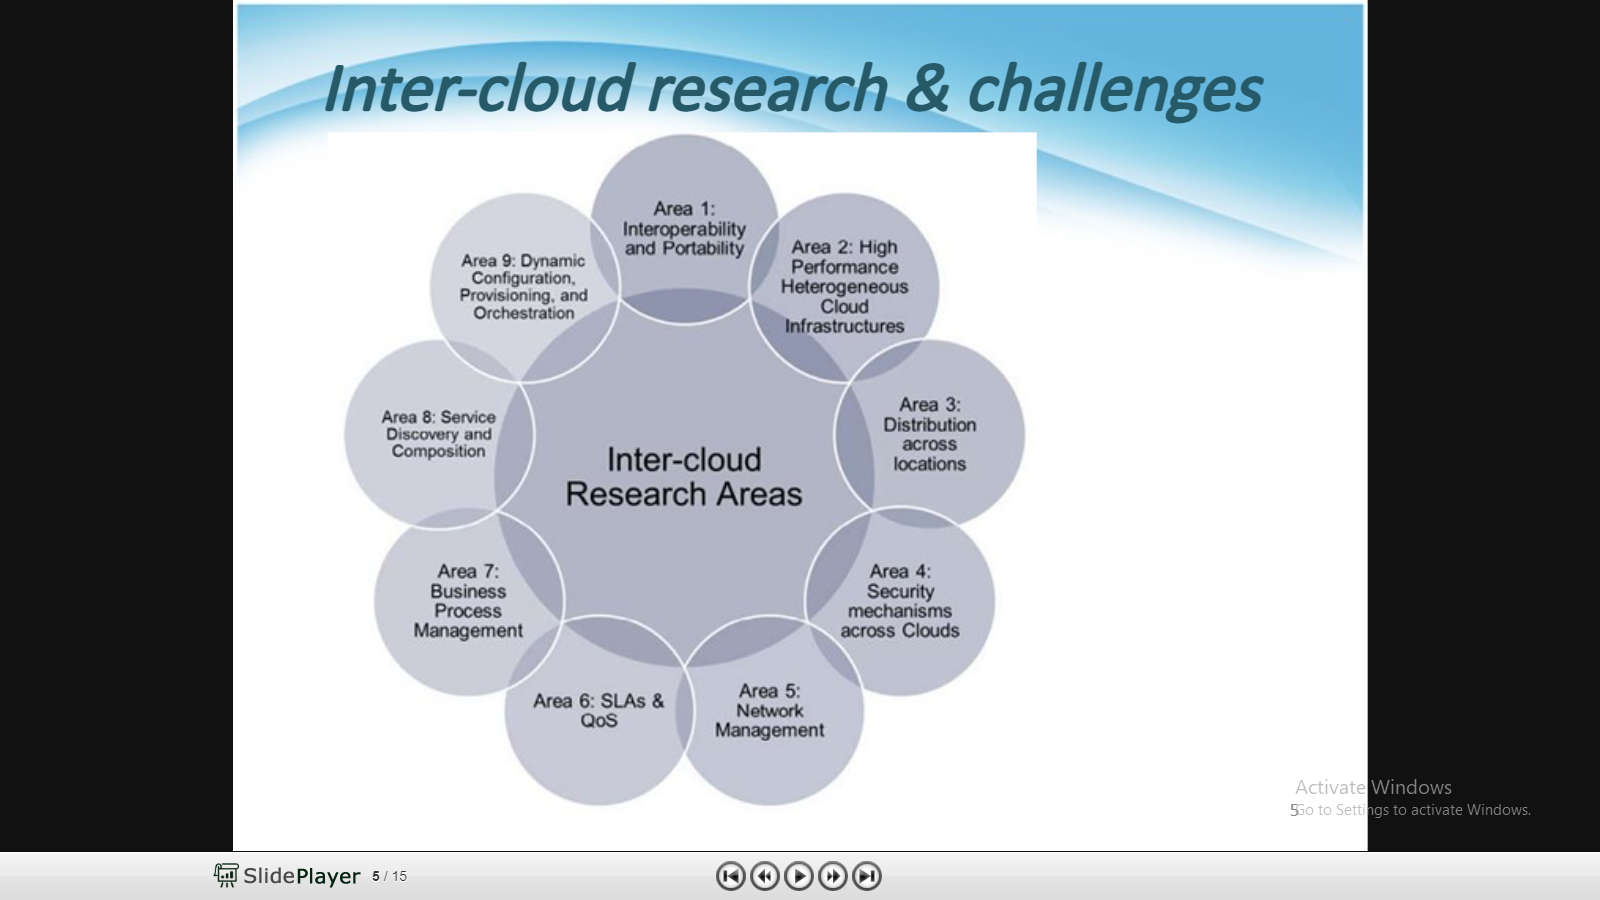 Inter-cloud research & challenges
Area 1:
Interoperability
and Portability
Area 2: High
Performance
Heterogeneous
Cloud
Infrastructures
Area 3:
Distribution
across
locations
Area 4:
Security
mechanisms
across Clouds
Area 5:
Network
Management
Area 6: SLAs &
QoS
Area 7:
Business
Process
Management
Area 8: Service
Discovery and
Composition
Area 9: Dynamic
Configuration,
Provisioning, and
Orchestration
Inter-cloud
Research Areas
Activate Windows
5
Go to Settings to activate Windows.
SlidePlayer
5 / 15